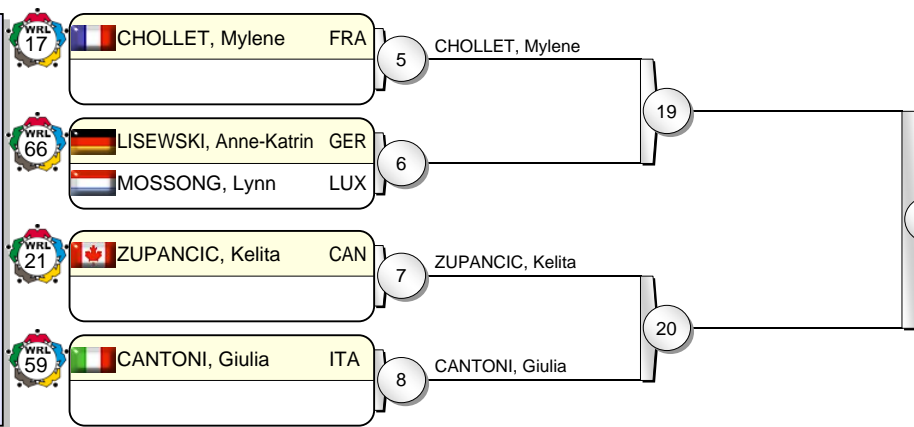 WRL
17
CHOLLET, Mylene FRA
5
CHOLLET, Mylene
19
WRL
66
LISEWSKI, Anne-Katrin GER
MOSSONG, Lynn LUX
6
WRL
21
ZUPANCIC, Kelita CAN
7
ZUPANCIC, Kelita
20
WRL
59
CANTONI, Giulia ITA
8
CANTONI, Giulia